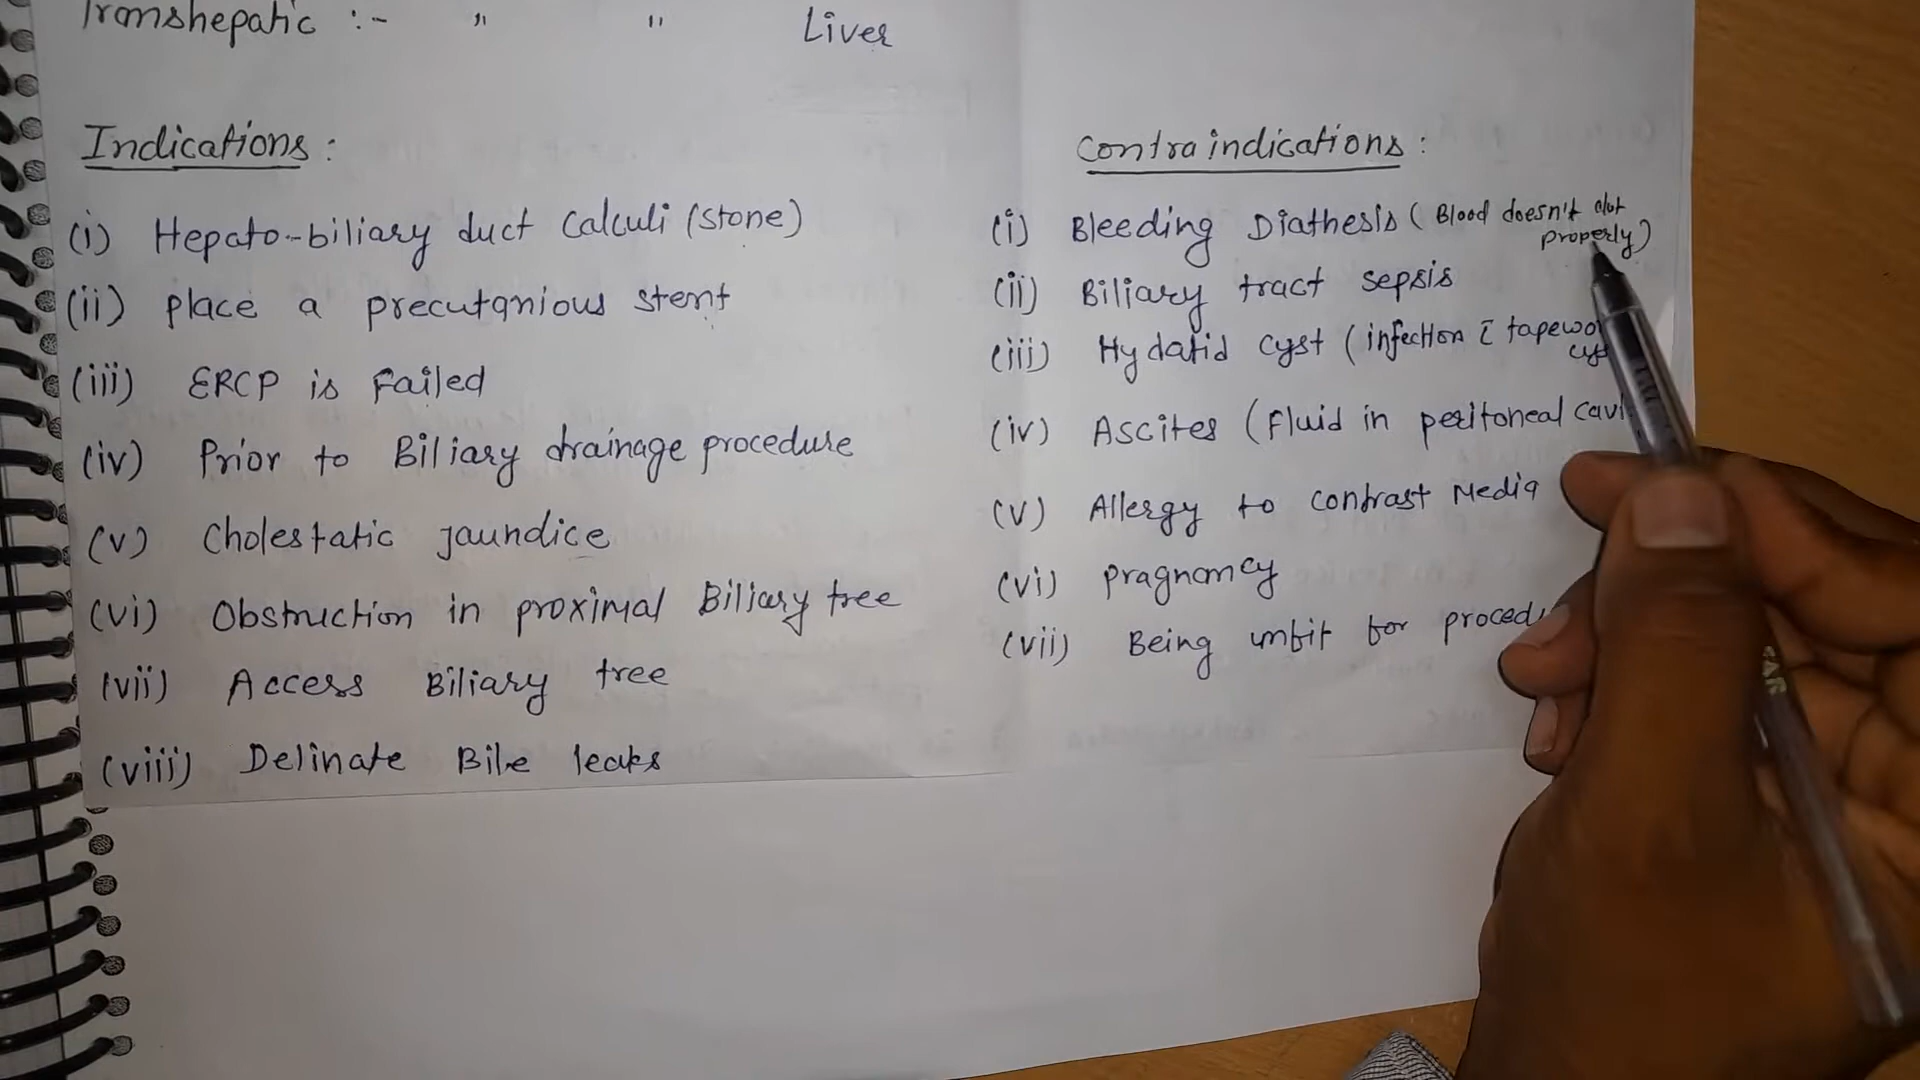 Transhepatic :- " " Liver
Indications :
(i) Hepato-biliary duct calculi (stone)
(ii) place a precutanious stent
(iii) ERCP is Failed
(iv) Prior to Biliary drainage procedure
(v) Cholestatic jaundice
(vi) Obstruction in proximal Biliary tree
(vii) Access Biliary tree
(viii) Delinate Bile leaks
Contraindications :
(i) Bleeding Diathesis (Blood doesn't clot
properly)
(ii) Biliary tract sepsis
(iii) Hydatid cyst (infection
(iv) Ascites (Fluid in peritoneal
(v) Allergy to contrast Media
(vi) pragnancy
(vii) Being unfit for